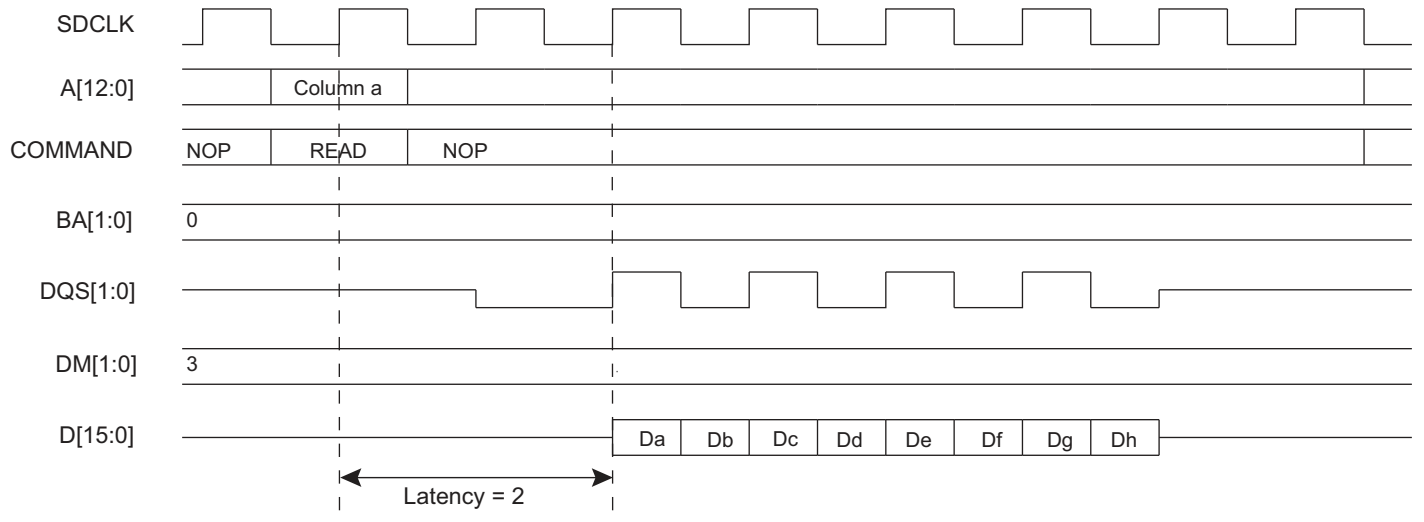 SDCLK
A[12:0] Column a
COMMAND NOP READ NOP
BA[1:0] 0
DQS[1:0]
DM[1:0] 3
D[15:0] Da Db Dc Dd De Df Dg Dh
Latency = 2